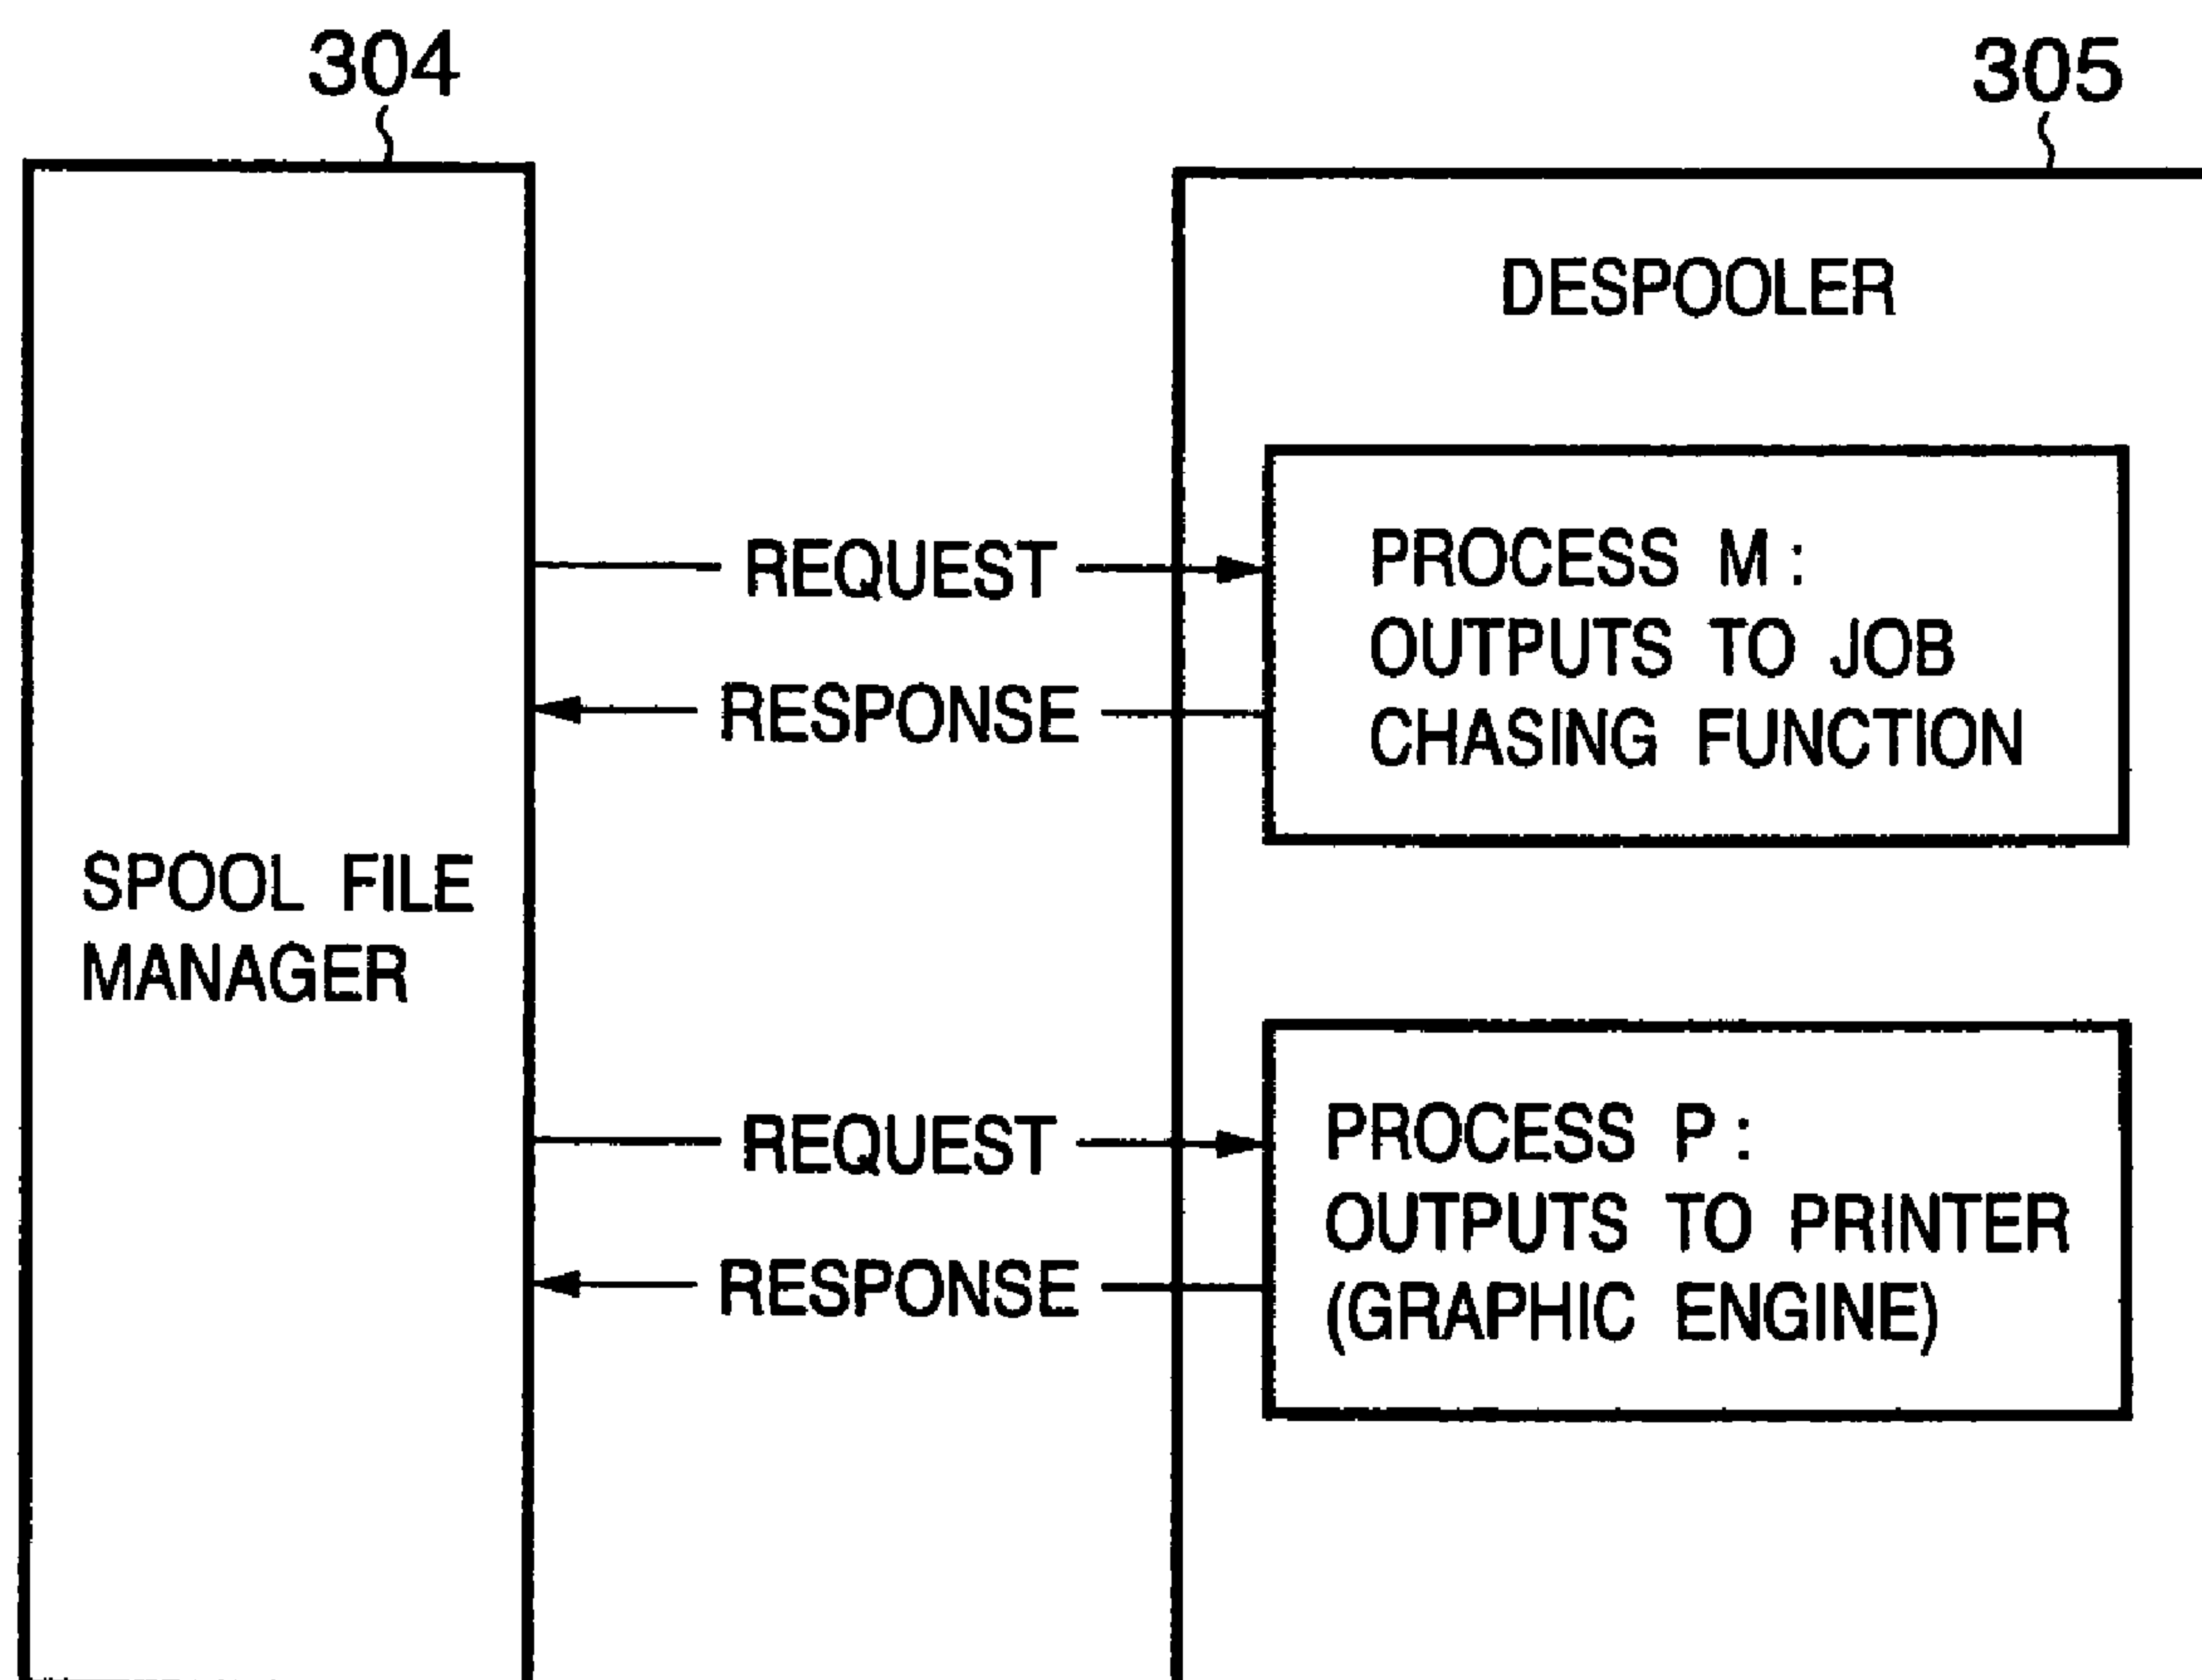 304
305
DESPOOLER
REQUEST
PROCESS M :
OUTPUTS TO JOB
CHASING FUNCTION
RESPONSE
SPOOL FILE
MANAGER
REQUEST
PROCESS P :
OUTPUTS TO PRINTER
(GRAPHIC ENGINE)
RESPONSE